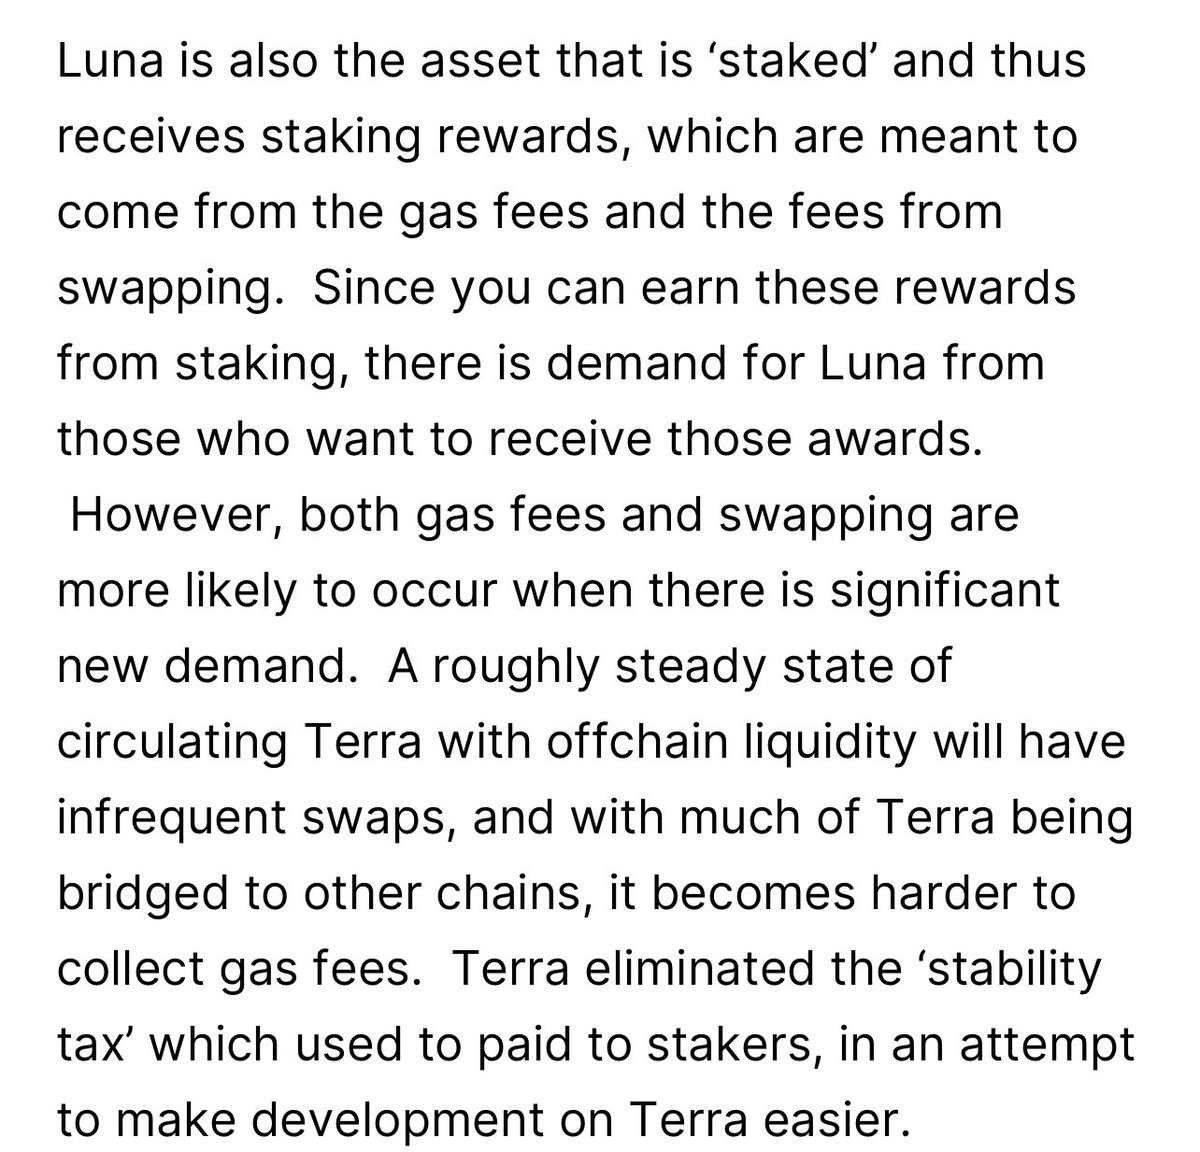 Luna is also the asset that is ‘staked’ and thus
receives staking rewards, which are meant to
come from the gas fees and the fees from
swapping.  Since you can earn these rewards
from staking, there is demand for Luna from
those who want to receive those awards.
However, both gas fees and swapping are
more likely to occur when there is significant
new demand.  A roughly steady state of
circulating Terra with offchain liquidity will have
infrequent swaps, and with much of Terra being
bridged to other chains, it becomes harder to
collect gas fees.  Terra eliminated the ‘stability
tax’ which used to paid to stakers, in an attempt
to make development on Terra easier.